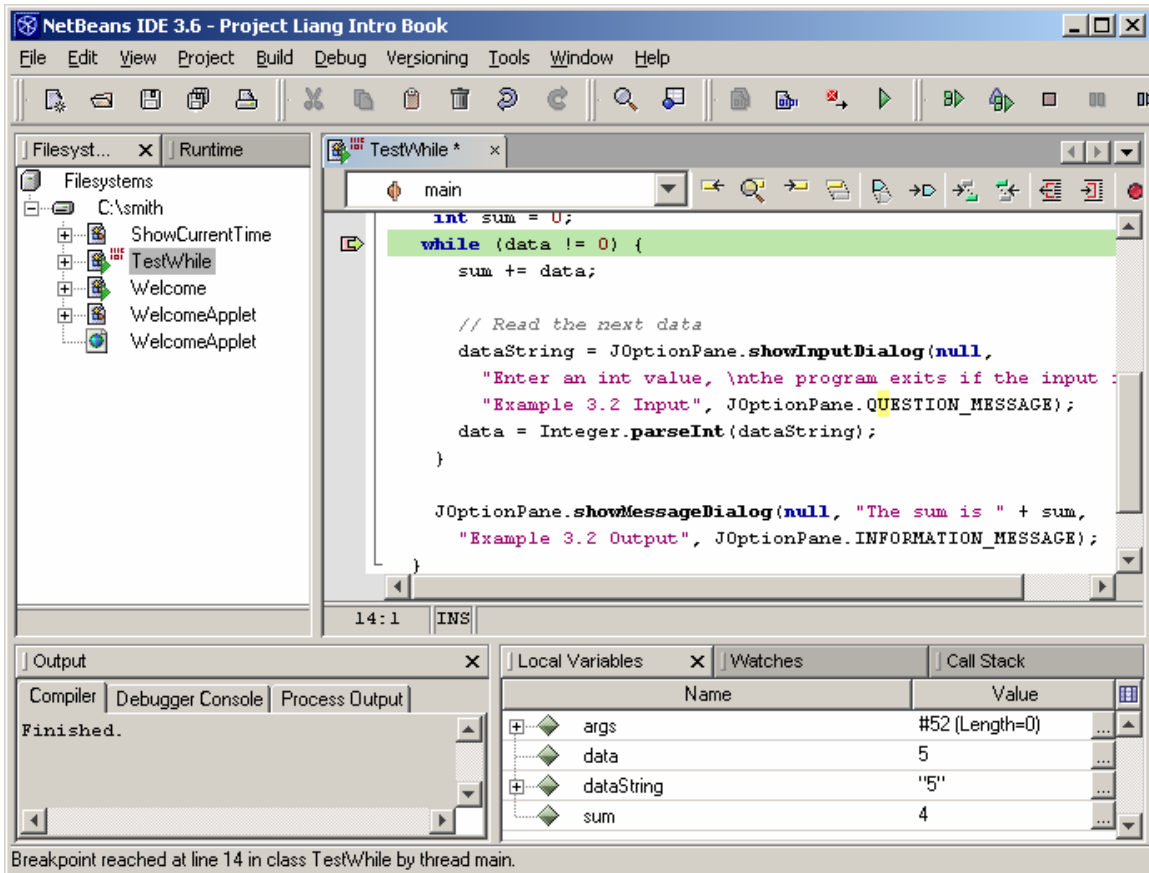 NetBeans IDE 3.6 - Project Liang Intro Book
File Edit View Project Build Debug Versioning Tools Window Help
Filesyst... Runtime
Filesystems
C:\smith
ShowCurrentTime
TestWhile
Welcome
WelcomeApplet
WelcomeApplet
TestWhile *
main
int sum = 0;
while (data != 0) {
sum += data;
// Read the next data
dataString = JOptionPane.showInputDialog(null,
"Enter an int value, \nthe program exits if the input
"Example 3.2 Input", JOptionPane.QUESTION_MESSAGE);
data = Integer.parseInt(dataString);
}
JOptionPane.showMessageDialog(null, "The sum is " + sum,
"Example 3.2 Output", JOptionPane.INFORMATION_MESSAGE);
}
14:1 INS
Output
Compiler Debugger Console Process Output
Finished.
Local Variables Watches Call Stack
Name Value
args #52 (Length=0) ...
data 5 ...
dataString "5" ...
sum 4 ...
Breakpoint reached at line 14 in class TestWhile by thread main.